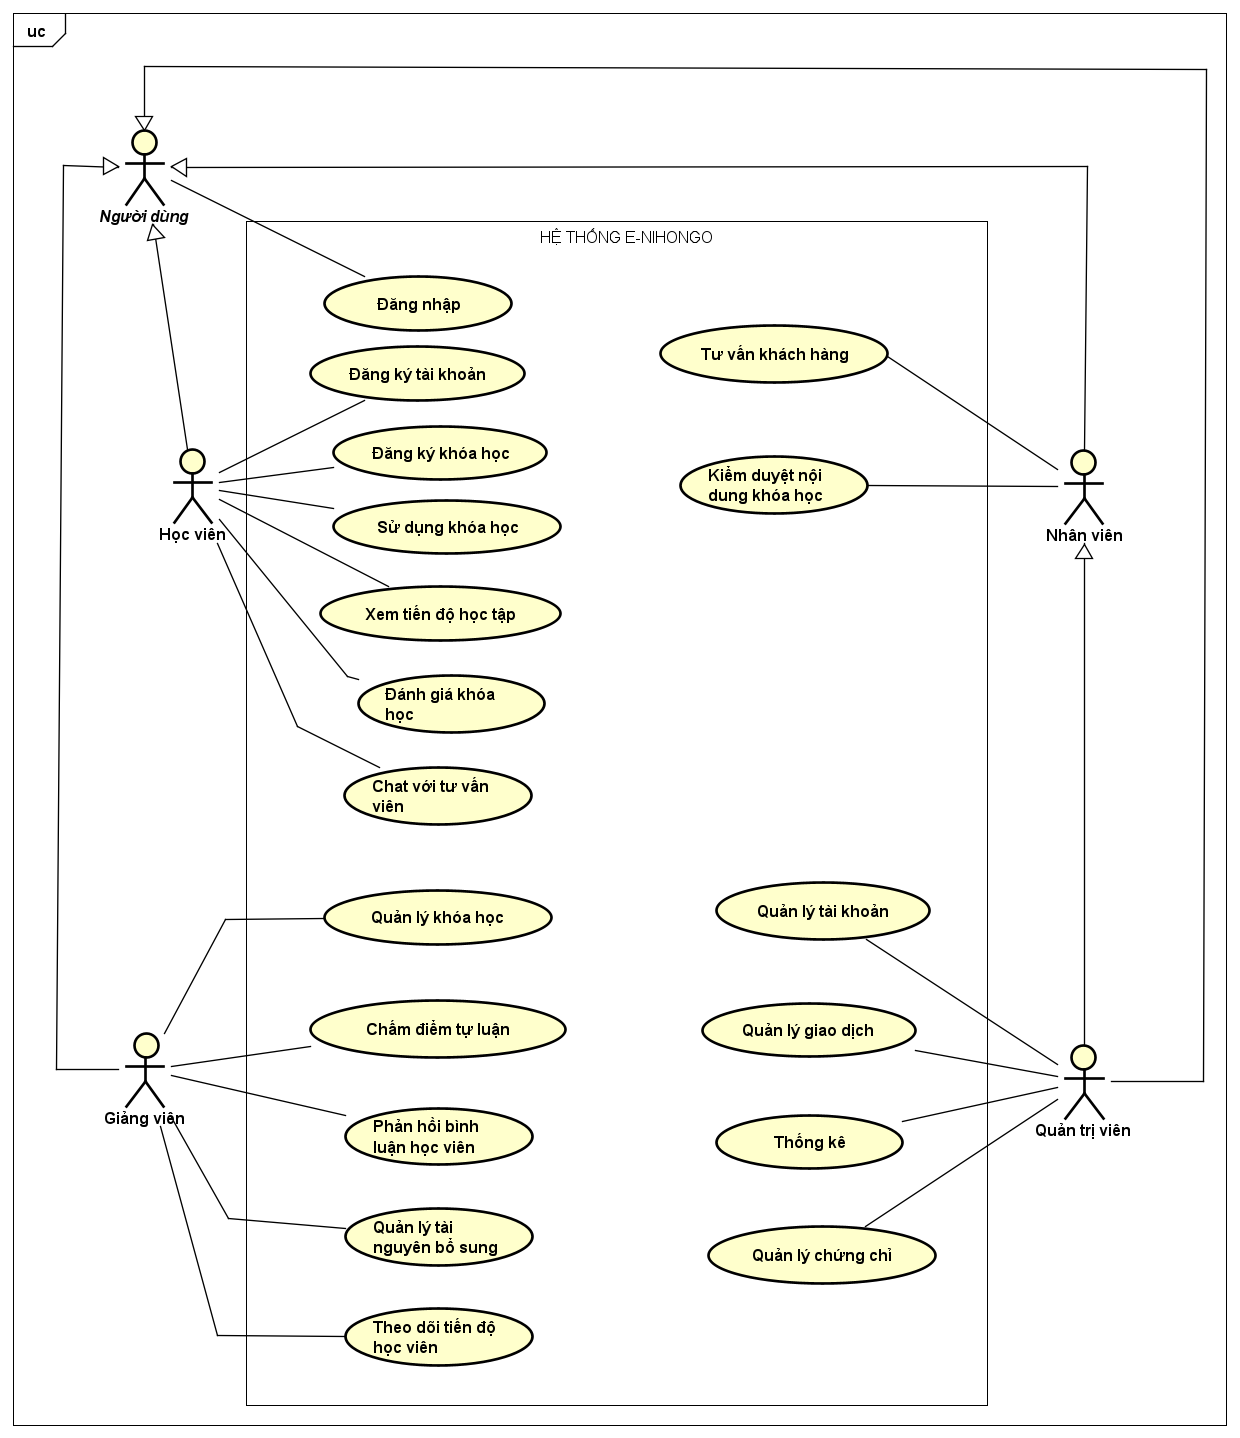 uc
Người dùng
HỆ THỐNG E-NIHONGO
Đăng nhập
Đăng ký tài khoản
Đăng ký khóa học
Sử dụng khóa học
Xem tiến độ học tập
Đánh giá khóa
học
Chat với tư vấn
viên
Học viên
Tư vấn khách hàng
Kiểm duyệt nội
dung khóa học
Nhân viên
Quản lý khóa học
Chấm điểm tự luận
Phản hồi bình
luận học viên
Quản lý tài
nguyên bổ sung
Theo dõi tiến độ
học viên
Giảng viên
Quản lý tài khoản
Quản lý giao dịch
Thống kê
Quản lý chứng chỉ
Quản trị viên